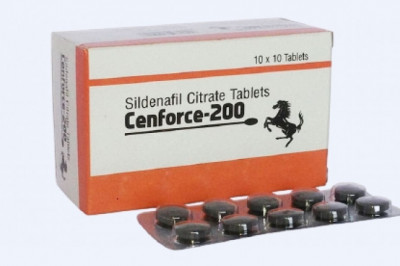 10 x 10 Tablets
Sildenafil Citrate Tablets
Cenforce-200